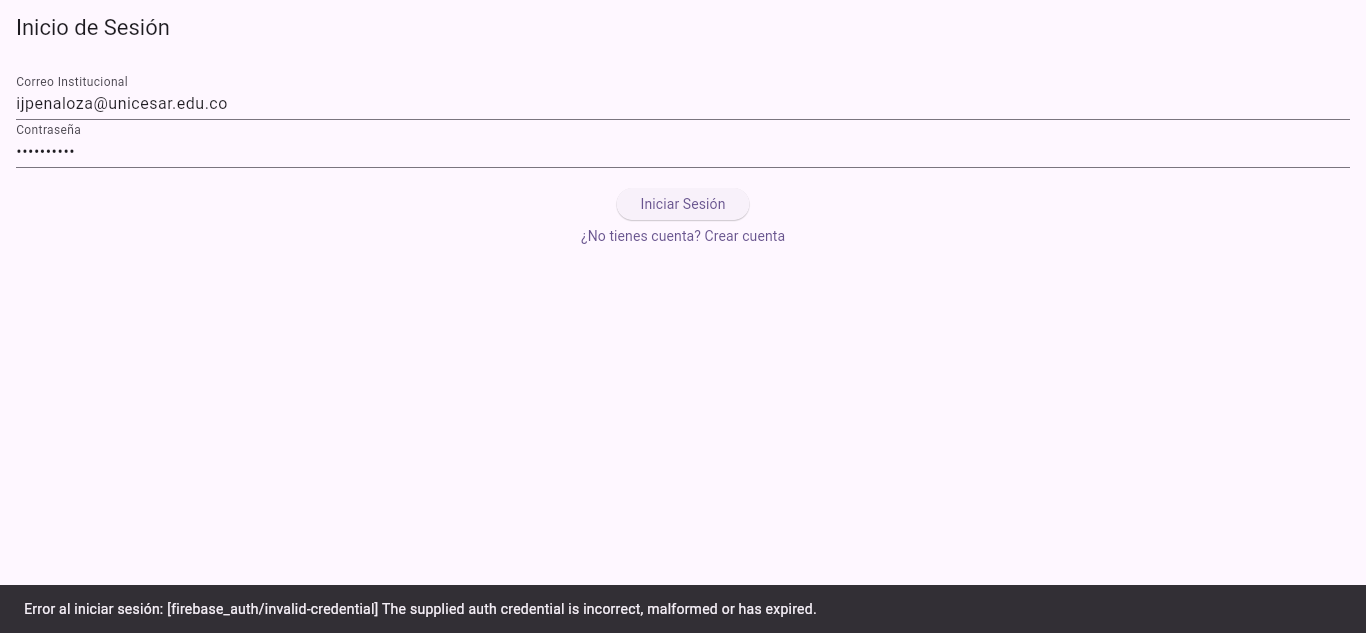 Inicio de Sesión
Correo Institucional
ijpenaloza@unicesar.edu.co
Contraseña
••••••••••
Iniciar Sesión
¿No tienes cuenta? Crear cuenta
Error al iniciar sesión: [firebase_auth/invalid-credential] The supplied auth credential is incorrect, malformed or has expired.